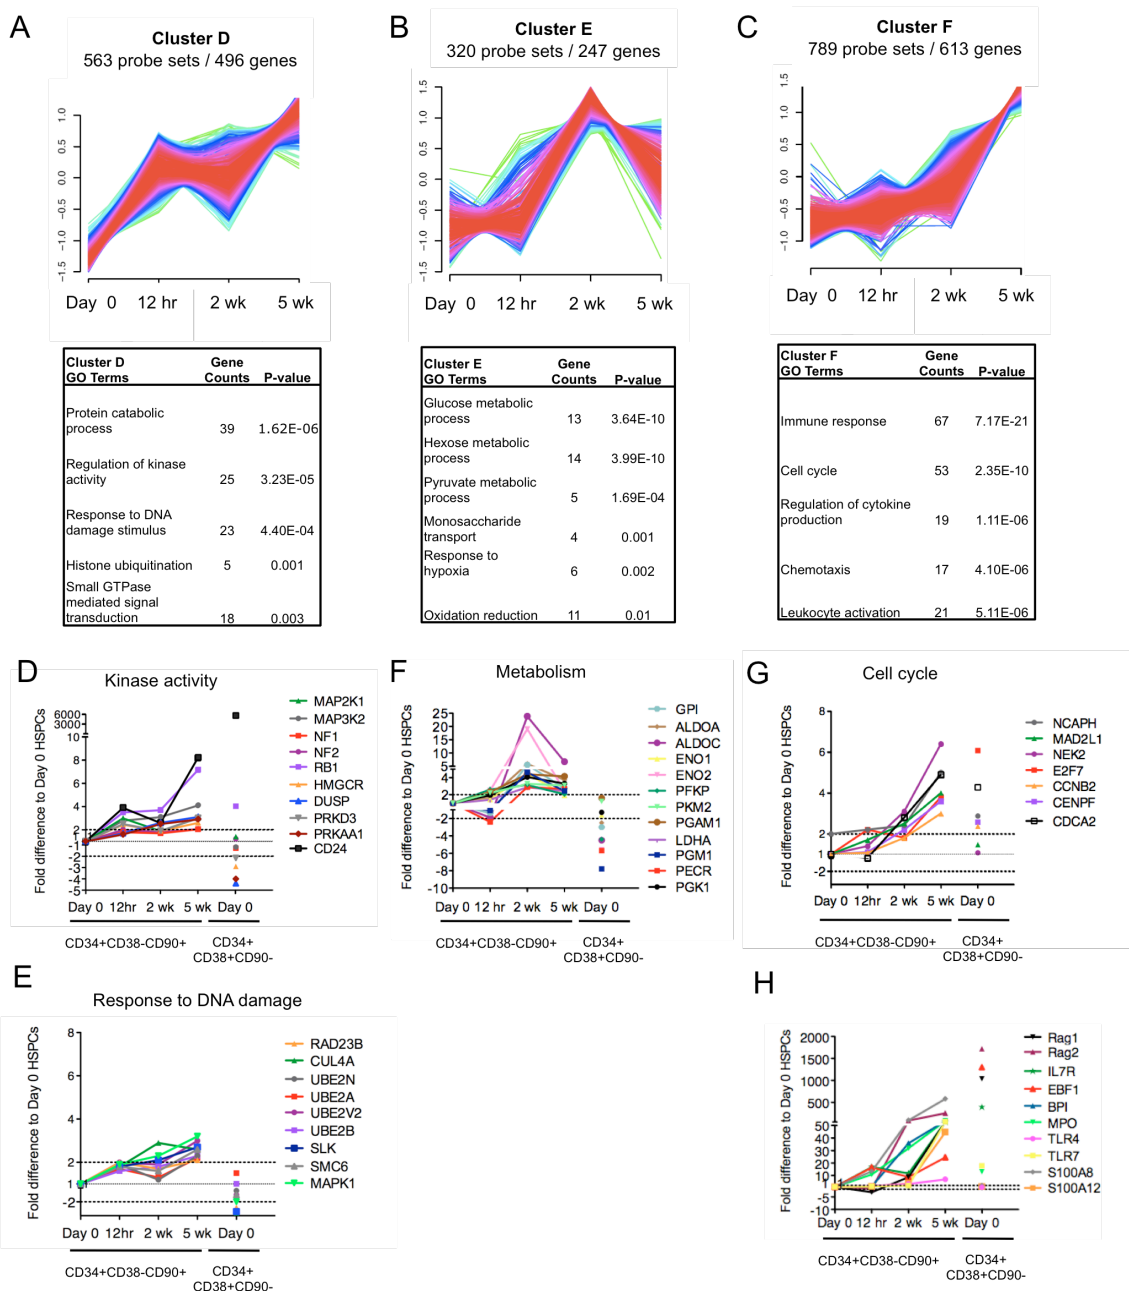 A
Cluster D
563 probe sets / 496 genes
1.0
0.5
0.0
−0.5
−1.0
−1.5
Day 0 12 hr 2 wk 5 wk
Cluster D
GO Terms Gene Counts P-value
Protein catabolic
process 39 1.62E-06
Regulation of kinase
activity 25 3.23E-05
Response to DNA
damage stimulus 23 4.40E-04
Histone ubiquitination 5 0.001
Small GTPase
mediated signal
transduction 18 0.003
B
Cluster E
320 probe sets / 247 genes
1.0
0.5
0.0
−0.5
−1.0
−1.5
Day 0 12 hr 2 wk 5 wk
Cluster E
GO Terms Gene Counts P-value
Glucose metabolic
process 13 3.64E-10
Hexose metabolic
process 14 3.99E-10
Pyruvate metabolic
process 5 1.69E-04
Monosaccharide
transport 4 0.001
Response to
hypoxia 6 0.002
Oxidation reduction 11 0.01
C
Cluster F
789 probe sets / 613 genes
1.0
0.5
0.0
−0.5
−1.0
Day 0 12 hr 2 wk 5 wk
Cluster F
GO Terms Gene Counts P-value
Immune response 67 7.17E-21
Cell cycle 53 2.35E-10
Regulation of cytokine
production 19 1.11E-06
Chemotaxis 17 4.10E-06
Leukocyte activation 21 5.11E-06
D
Kinase activity
Fold difference to Day 0 HSPCs
6000
3000
10
8
6
4
2
1
-1
-2
-3
-4
-5
Day 0 12hr 2 wk 5 wk Day 0
CD34+CD38-CD90+
CD34+
CD38+CD90-
MAP2K1
MAP3K2
NF1
NF2
RB1
HMGCR
DUSP
PRKD3
PRKAA1
CD24
F
Metabolism
Fold difference to Day 0 HSPCs
25
20
15
10
5
4
2
-2
-4
-6
-8
-10
Day 0 12 hr 2 wk 5 wk Day 0
CD34+CD38-CD90+
CD34+
CD38+CD90-
GPI
ALDOA
ALDOC
ENO1
ENO2
PFKP
PKM2
PGAM1
LDHA
PGM1
PECR
PGK1
G
Cell cycle
Fold difference to Day 0 HSPCs
8
6
4
2
1
-2
Day 0 12hr 2 wk 5 wk Day 0
CD34+CD38-CD90+
CD34+
CD38+CD90-
NCAPH
MAD2L1
NEK2
E2F7
CCNB2
CENPF
CDCA2
E
Response to DNA damage
Fold difference to Day 0 HSPCs
8
6
4
2
1
-2
Day 0 12hr 2 wk 5 wk Day 0
CD34+CD38-CD90+
CD34+
CD38+CD90-
RAD23B
CUL4A
UBE2N
UBE2A
UBE2V2
UBE2B
SLK
SMC6
MAPK1
H
Fold difference to Day 0 HSPCs
2000
1500
1000
500
50
40
30
20
10
-5
-10
Day 0 12 hr 2 wk 5 wk Day 0
CD34+CD38-CD90+
CD34+
CD38+CD90-
Rag1
Rag2
IL7R
EBF1
BPI
MPO
TLR4
TLR7
S100A8
S100A12